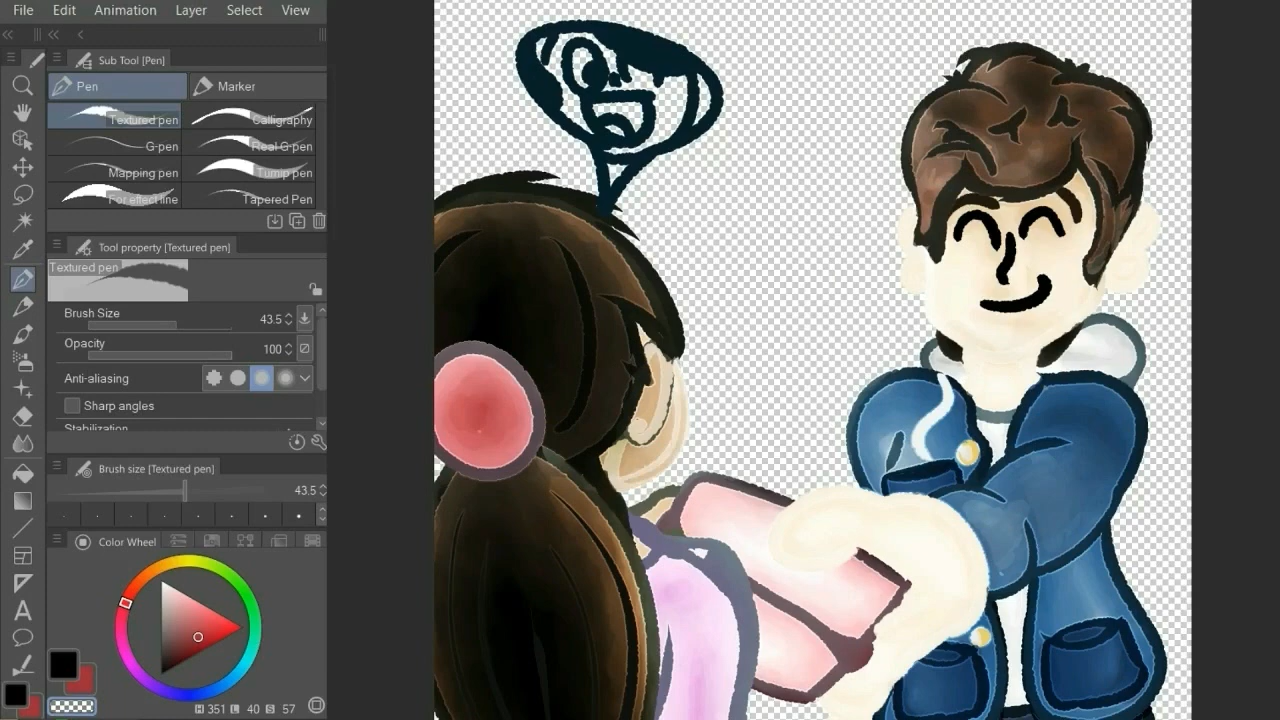 File Edit Animation Layer Select View
Sub Tool [Pen]
Pen Marker
Textured pen Calligraphy
G-pen Real G-pen
Mapping pen Turnip pen
For effect line Tapered Pen
Tool property [Textured pen]
Textured pen
Brush Size 43.5
Opacity 100
Anti-aliasing
Sharp angles
Stabilization
Brush size [Textured pen]
43.5
Color Wheel
H 351 L 40 S 57